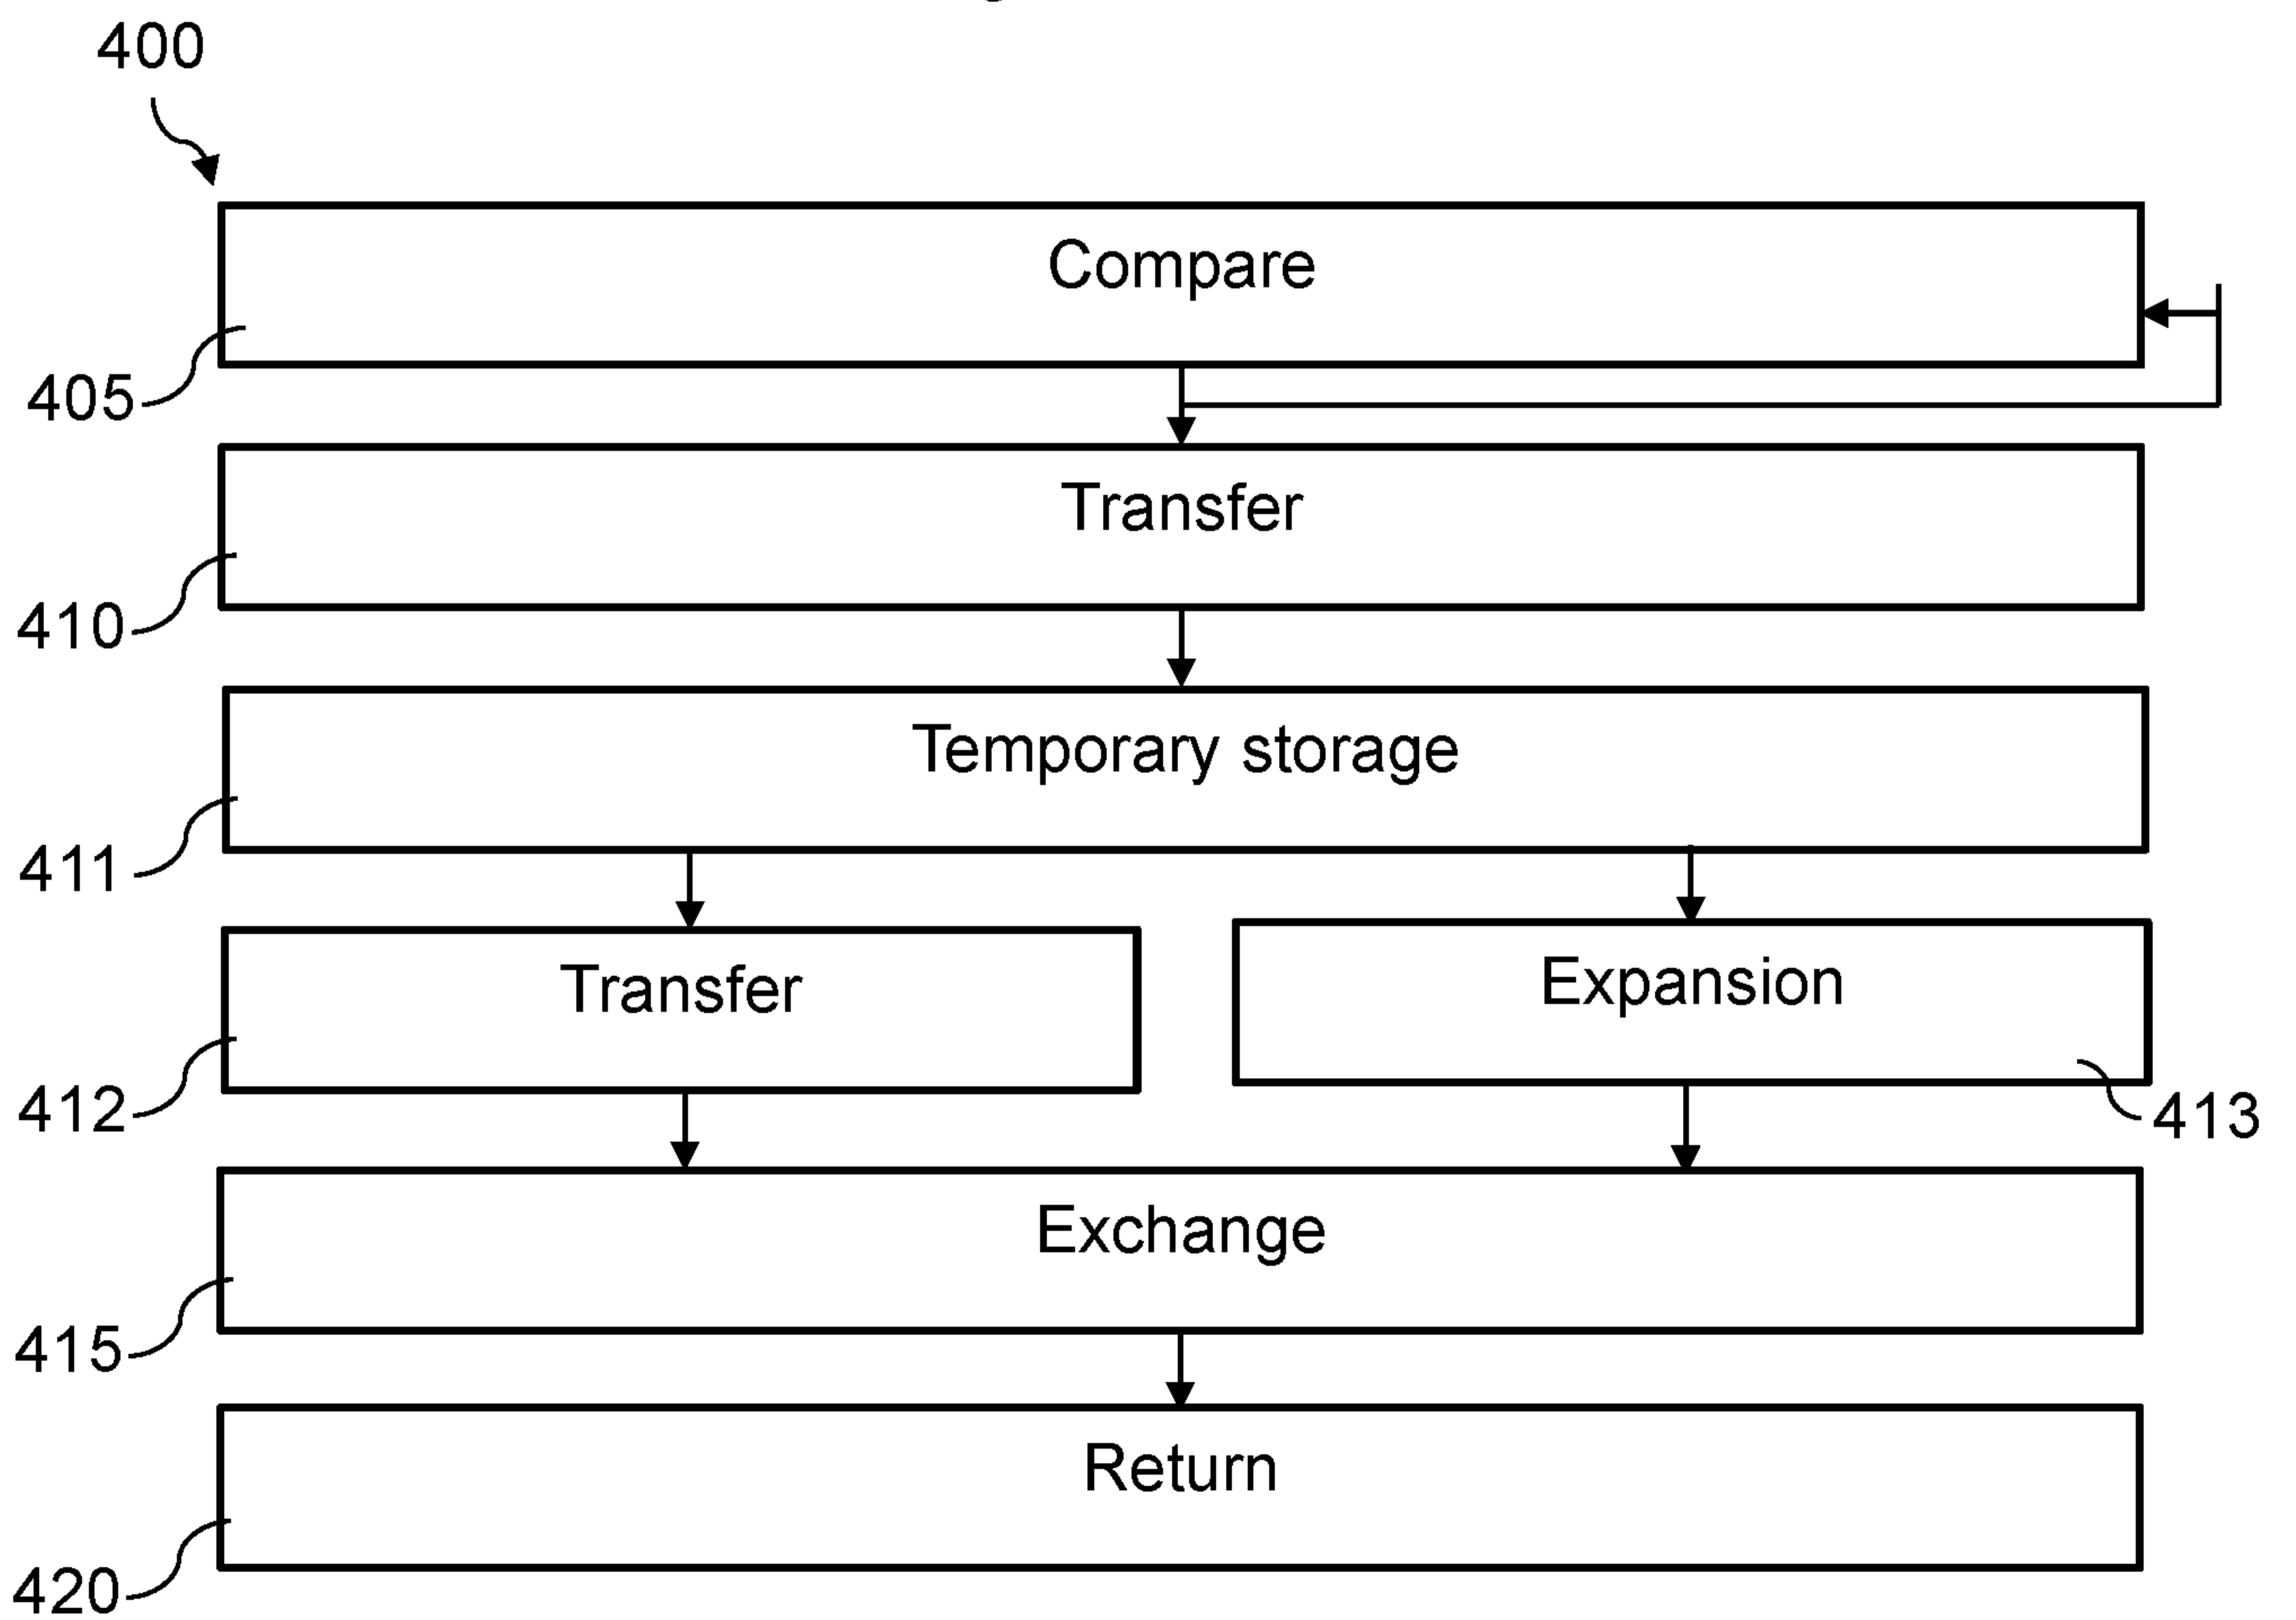 400
Compare
405
Transfer
410
Temporary storage
411
Transfer
Expansion
412
413
Exchange
415
Return
420